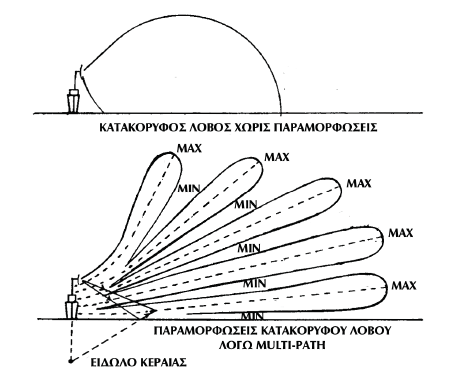 ΚΑΤΑΚΟΡΥΦΟΣ ΛΟΒΟΣ ΧΩΡΙΣ ΠΑΡΑΜΟΡΦΩΣΕΙΣ
MAX
MAX
MIN
MAX
MIN
MAX
MIN
MIN
MAX
MIN
ΠΑΡΑΜΟΡΦΩΣΕΙΣ ΚΑΤΑΚΟΡΥΦΟΥ ΛΟΒΟΥ
ΛΟΓΩ MULTI-PATH
ΕΙΔΩΛΟ ΚΕΡΑΙΑΣ